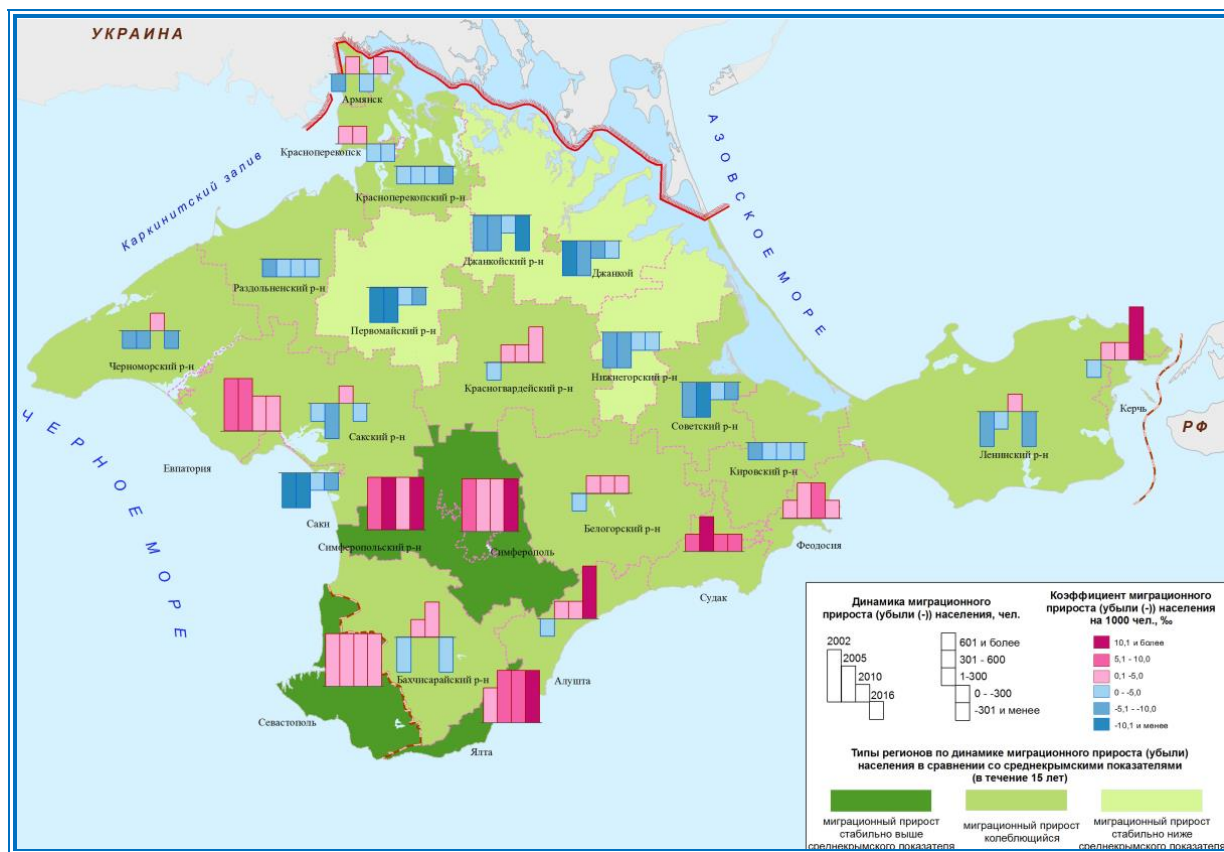 УКРАИНА
Армянск
Красноперекопск
Каркинитский залив
Красноперекопский р-н
АЗОВСКОЕ МОРЕ
Джанкойский р-н
Джанкой
Раздольненский р-н
Первомайский р-н
Черноморский р-н
Красногвардейский р-н
Нижнегорский р-н
Советский р-н
Керчь
РФ
Сакский р-н
Ленинский р-н
Кировский р-н
Евпатория
ЧЕРНОЕ МОРЕ
Саки
Белогорский р-н
Симферопольский р-н
Симферополь
Феодосия
Судак
Бахчисарайский р-н
Алушта
Севастополь
Ялта
Динамика миграционного
прироста (убыли (-)) населения, чел.
2002
2005
2010
2016
601 и более
301 - 600
1-300
0 - -300
-301 и менее
Коэффициент миграционного
прироста (убыли (-)) населения
на 1000 чел., ‰
10,1 и более
5,1 - 10,0
0,1 -5,0
0 - -5,0
-5,1 - -10,0
-10,1 и менее
Типы регионов по динамике миграционного прироста (убыли)
населения в сравнении со среднекрымскими показателями
(в течение 15 лет)
миграционный прирост
стабильно выше
среднекрымского показателя
миграционный прирост
колеблющийся
миграционный прирост
стабильно ниже
среднекрымского показателя